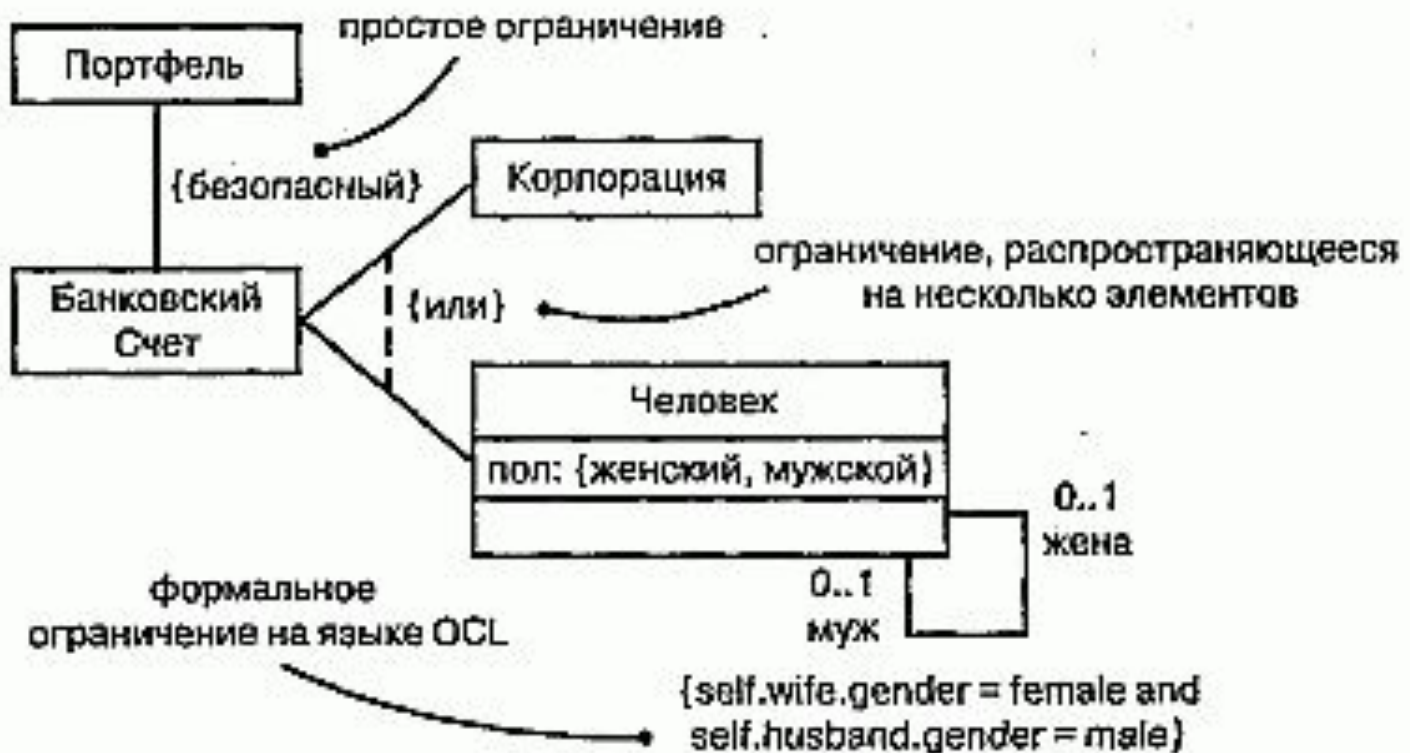 простое ограничение
Портфель
{безопасный}
Корпорация
ограничение, распространяющееся
на несколько элементов
Банковский
Счет
{или}
Человек
пол: {женский, мужской}
0..1
жена
0..1
муж
формальное
ограничение на языке OCL
{self.wife.gender = female and
self.husband.gender = male}